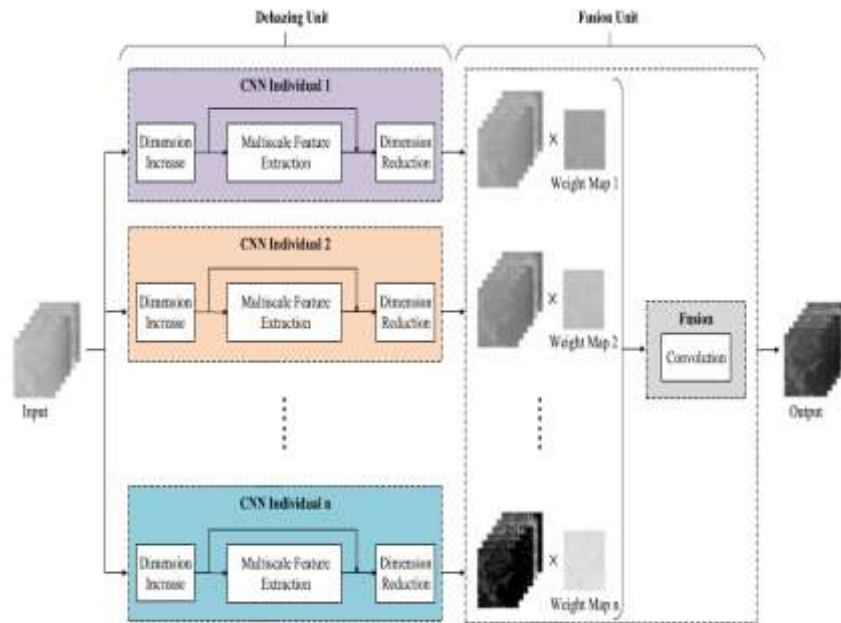 Dehazing Unit
Fusion Unit
CNN Individual 1
Dimension
Increase
Multiscale Feature
Extraction
Dimension
Reduction
X
Weight Map 1
CNN Individual 2
Dimension
Increase
Multiscale Feature
Extraction
Dimension
Reduction
X
Weight Map 2
Input
Fusion
Convolution
Output
CNN Individual n
Dimension
Increase
Multiscale Feature
Extraction
Dimension
Reduction
X
Weight Map n